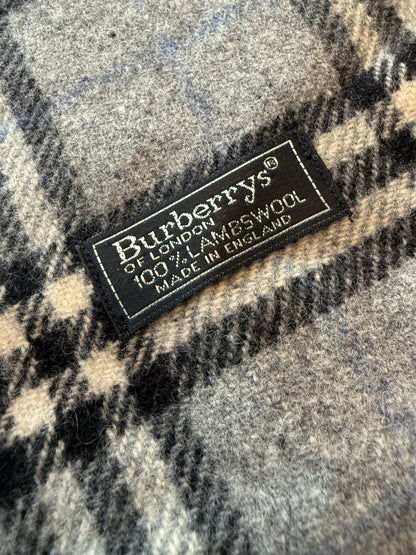 Burberrys®
OF LONDON
100% LAMBSWOOL
MADE IN ENGLAND